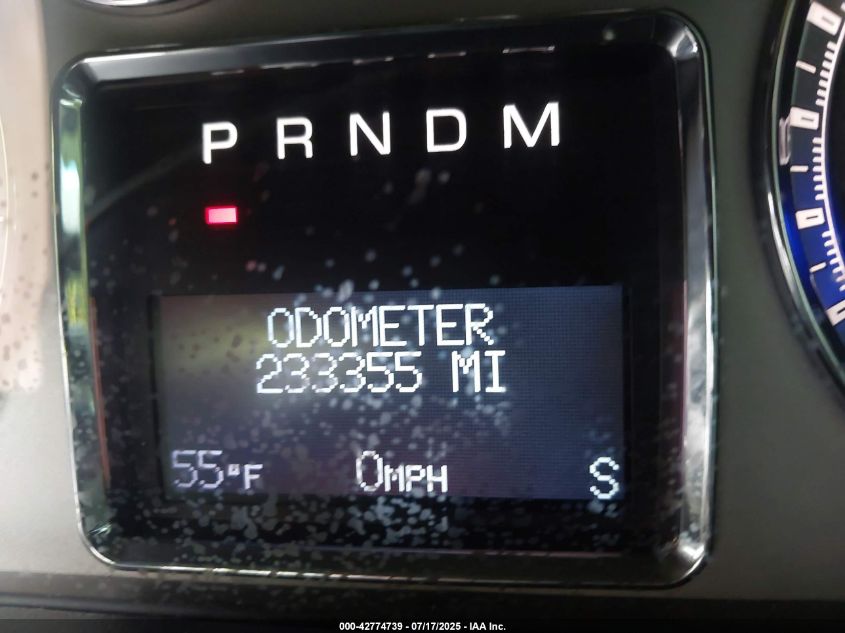 P R N D M
ODOMETER
233355 MI
55°F 0MPH S
000-42774739 - 07/17/2025 - IAA Inc.